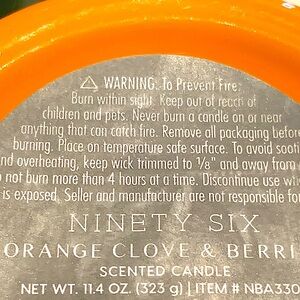 ⚠ WARNING: To Prevent Fire:
Burn within sight. Keep out of reach of
children and pets. Never burn a candle on or near
anything that can catch fire. Remove all packaging before
burning. Place on temperature safe surface. To avoid sooti
and overheating, keep wick trimmed to 1/8" and away from
o not burn more than 4 hours at a time. Discontinue use wh
is exposed. Seller and manufacturer are not responsible for
NINETY SIX
ORANGE CLOVE & BERRI
SCENTED CANDLE
NET WT. 11.4 OZ. (323 g) | ITEM # NBA330